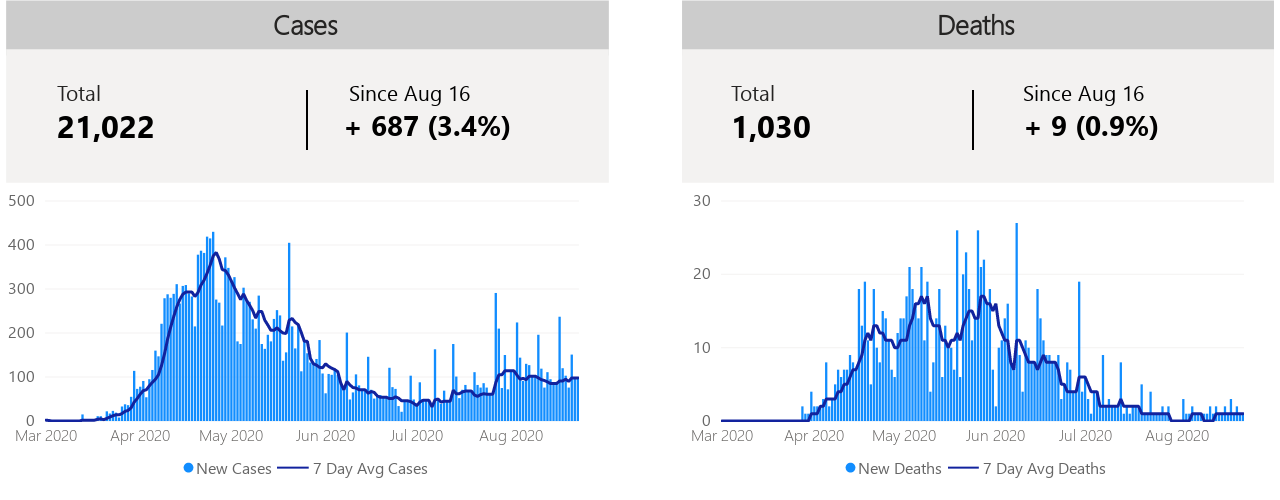 Cases
Total
21,022
Since Aug 16
+ 687 (3.4%)
500
400
300
200
100
0
Mar 2020 Apr 2020 May 2020 Jun 2020 Jul 2020 Aug 2020
New Cases 7 Day Avg Cases
Deaths
Total
1,030
Since Aug 16
+ 9 (0.9%)
30
20
10
0
Mar 2020 Apr 2020 May 2020 Jun 2020 Jul 2020 Aug 2020
New Deaths 7 Day Avg Deaths